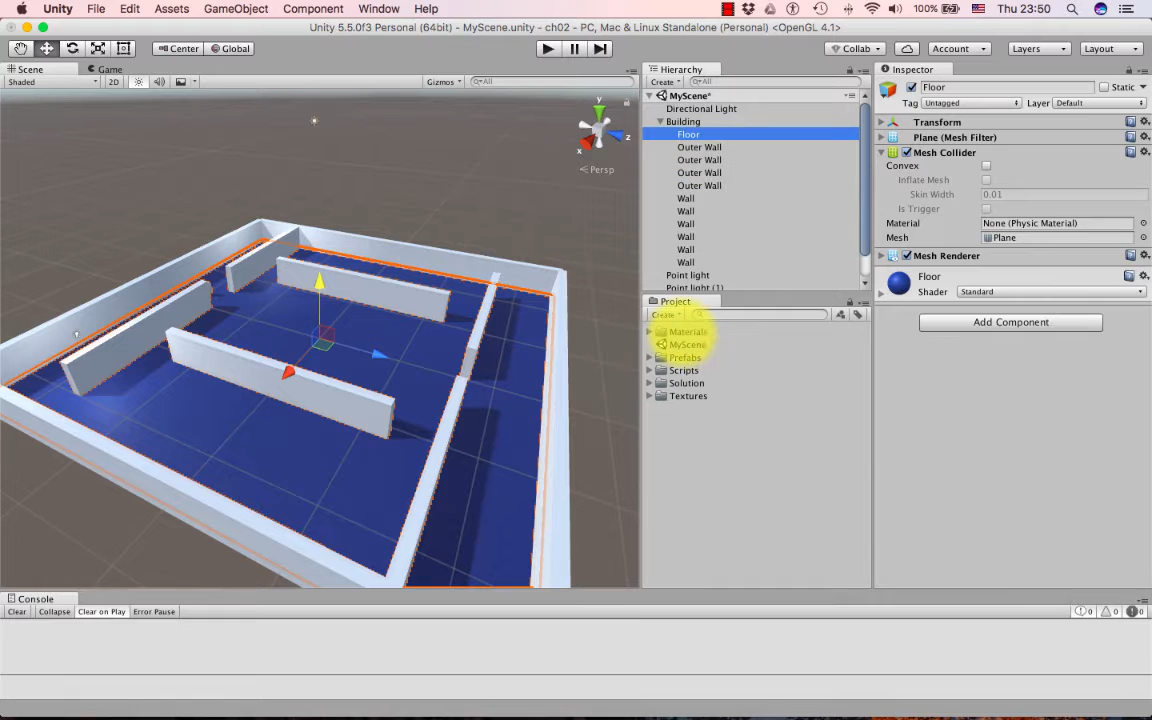 Unity File Edit Assets GameObject Component Window Help 100% Thu 23:50
Unity 5.5.0f3 Personal (64bit) - MyScene.unity - ch02 - PC, Mac & Linux Standalone (Personal) <OpenGL 4.1>
Center Global Collab Account Layers Layout
Scene Game
Shaded 2D Gizmos All
y
x
z
Persp
Hierarchy
Create All
MyScene*
Directional Light
Building
Floor
Outer Wall
Outer Wall
Outer Wall
Outer Wall
Wall
Wall
Wall
Wall
Wall
Wall
Point light
Point light (1)
Project
Create
Materials
MyScene
Prefabs
Scripts
Solution
Textures
Inspector
Floor Static
Tag Untagged Layer Default
Transform
Plane (Mesh Filter)
Mesh Collider
Convex
Inflate Mesh
Skin Width 0.01
Is Trigger
Material None (Physic Material)
Mesh Plane
Mesh Renderer
Floor
Shader Standard
Add Component
Console
Clear Collapse Clear on Play Error Pause 0 0 0